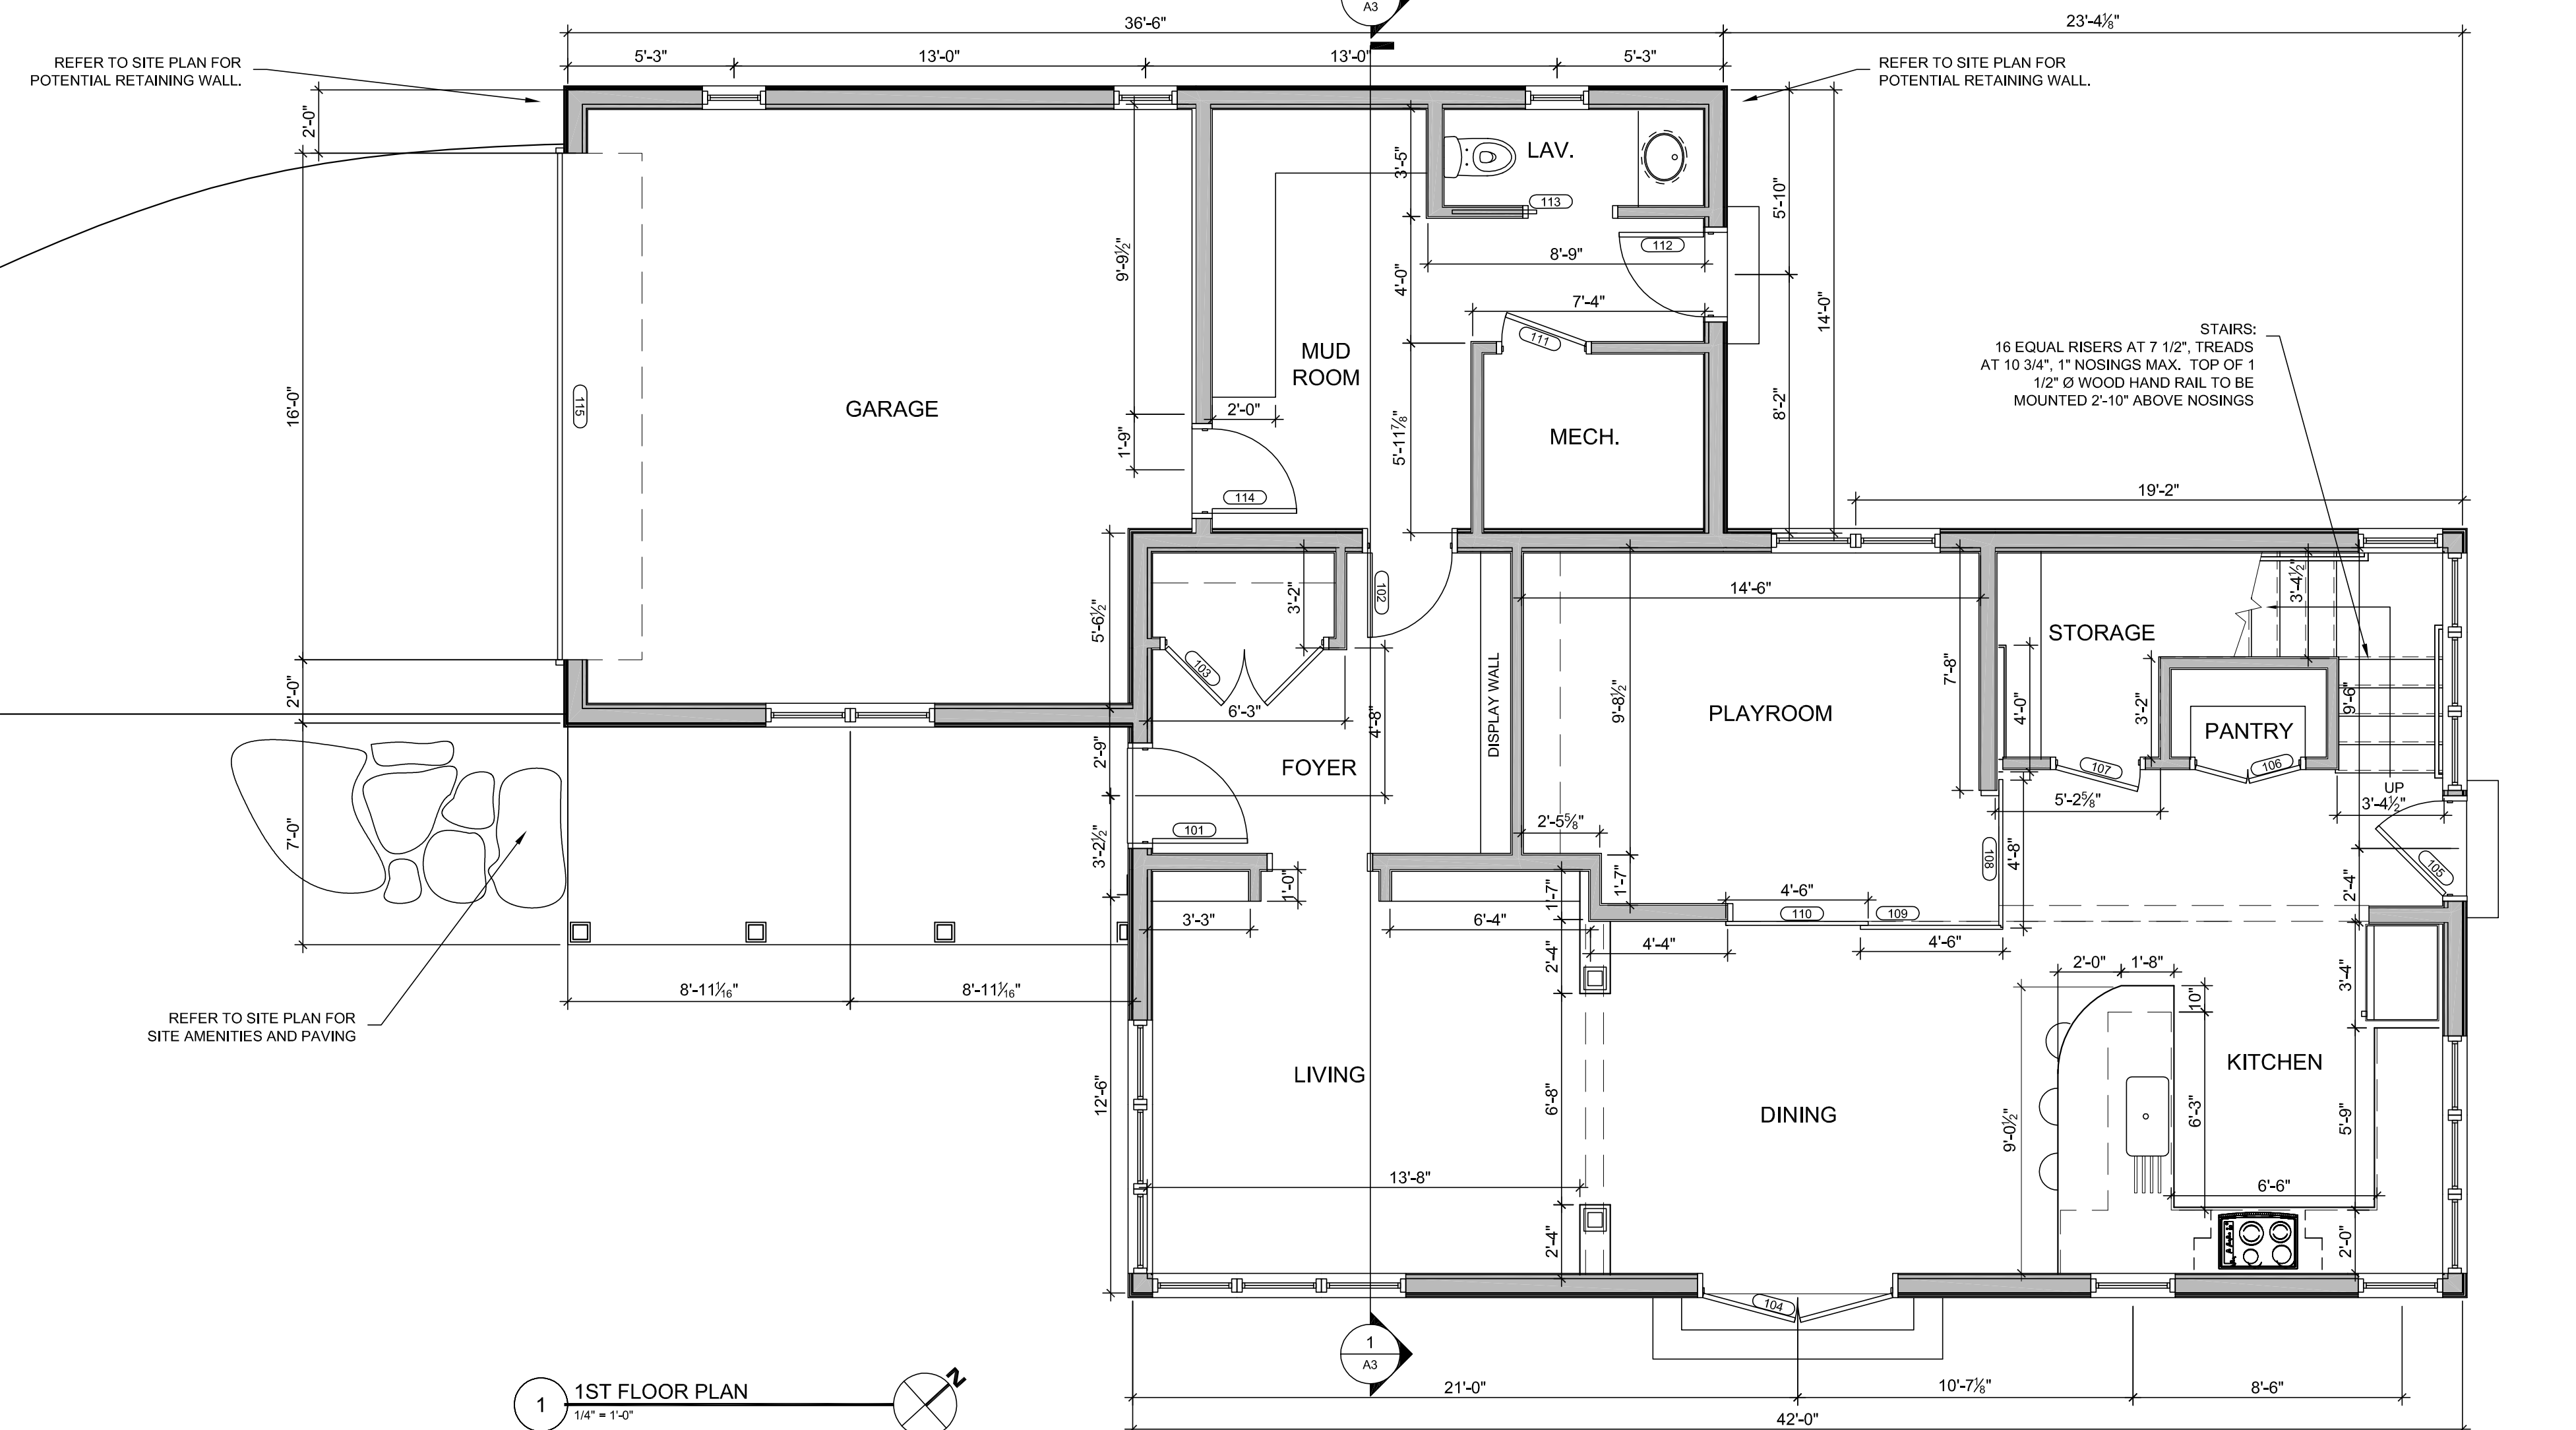 A3
36'-6"
23'-4⅛"
5'-3"
13'-0"
13'-0"
5'-3"
REFER TO SITE PLAN FOR
POTENTIAL RETAINING WALL.
REFER TO SITE PLAN FOR
POTENTIAL RETAINING WALL.
2'-0"
LAV.
3'-5"
113
5'-10"
112
8'-9"
9'-9½"
4'-0"
7'-4"
14'-0"
111
STAIRS:
16 EQUAL RISERS AT 7 1/2", TREADS
AT 10 3/4", 1" NOSINGS MAX. TOP OF 1
1/2" Ø WOOD HAND RAIL TO BE
MOUNTED 2'-10" ABOVE NOSINGS
MUD
ROOM
16'-0"
115
GARAGE
2'-0"
1'-9"
5'-11⅞"
MECH.
8'-2"
114
19'-2"
5'-6½"
3'-2"
102
14'-6"
3'-4½"
STORAGE
103
DISPLAY WALL
9'-8½"
7'-8"
2'-0"
6'-3"
4'-8"
PLAYROOM
4'-0"
3'-2"
9'-6"
PANTRY
2'-9"
FOYER
107
106
UP
5'-2⅝"
3'-4½"
7'-0"
3'-2½"
101
2'-5⅝"
108
4'-8"
105
1'-0"
1'-7"
1'-7"
4'-6"
2'-4"
3'-3"
6'-4"
110
109
2'-4"
4'-4"
4'-6"
2'-0"
1'-8"
3'-4"
8'-11 1⁄16"
8'-11 1⁄16"
10"
REFER TO SITE PLAN FOR
SITE AMENITIES AND PAVING
LIVING
KITCHEN
12'-6"
6'-8"
DINING
9'-0½"
6'-3"
5'-9"
13'-8"
6'-6"
2'-4"
2'-0"
104
1
A3
N
1
1ST FLOOR PLAN
1/4" = 1'-0"
21'-0"
10'-7⅛"
8'-6"
42'-0"